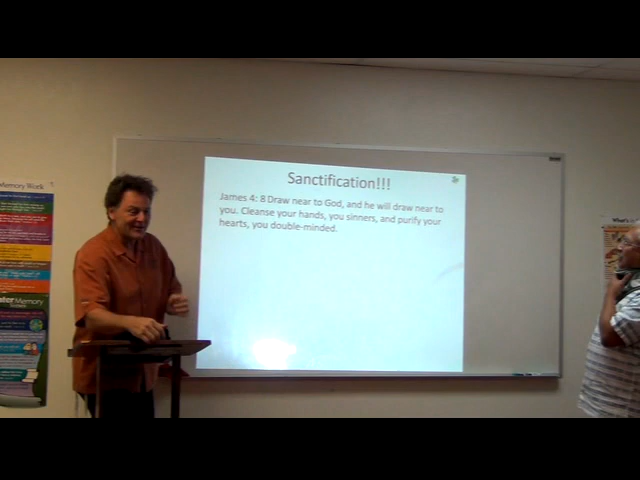 Memory Work
Sanctification!!!
James 4: 8 Draw near to God, and he will draw near to
you. Cleanse your hands, you sinners, and purify your
hearts, you double-minded.
What's
Memory